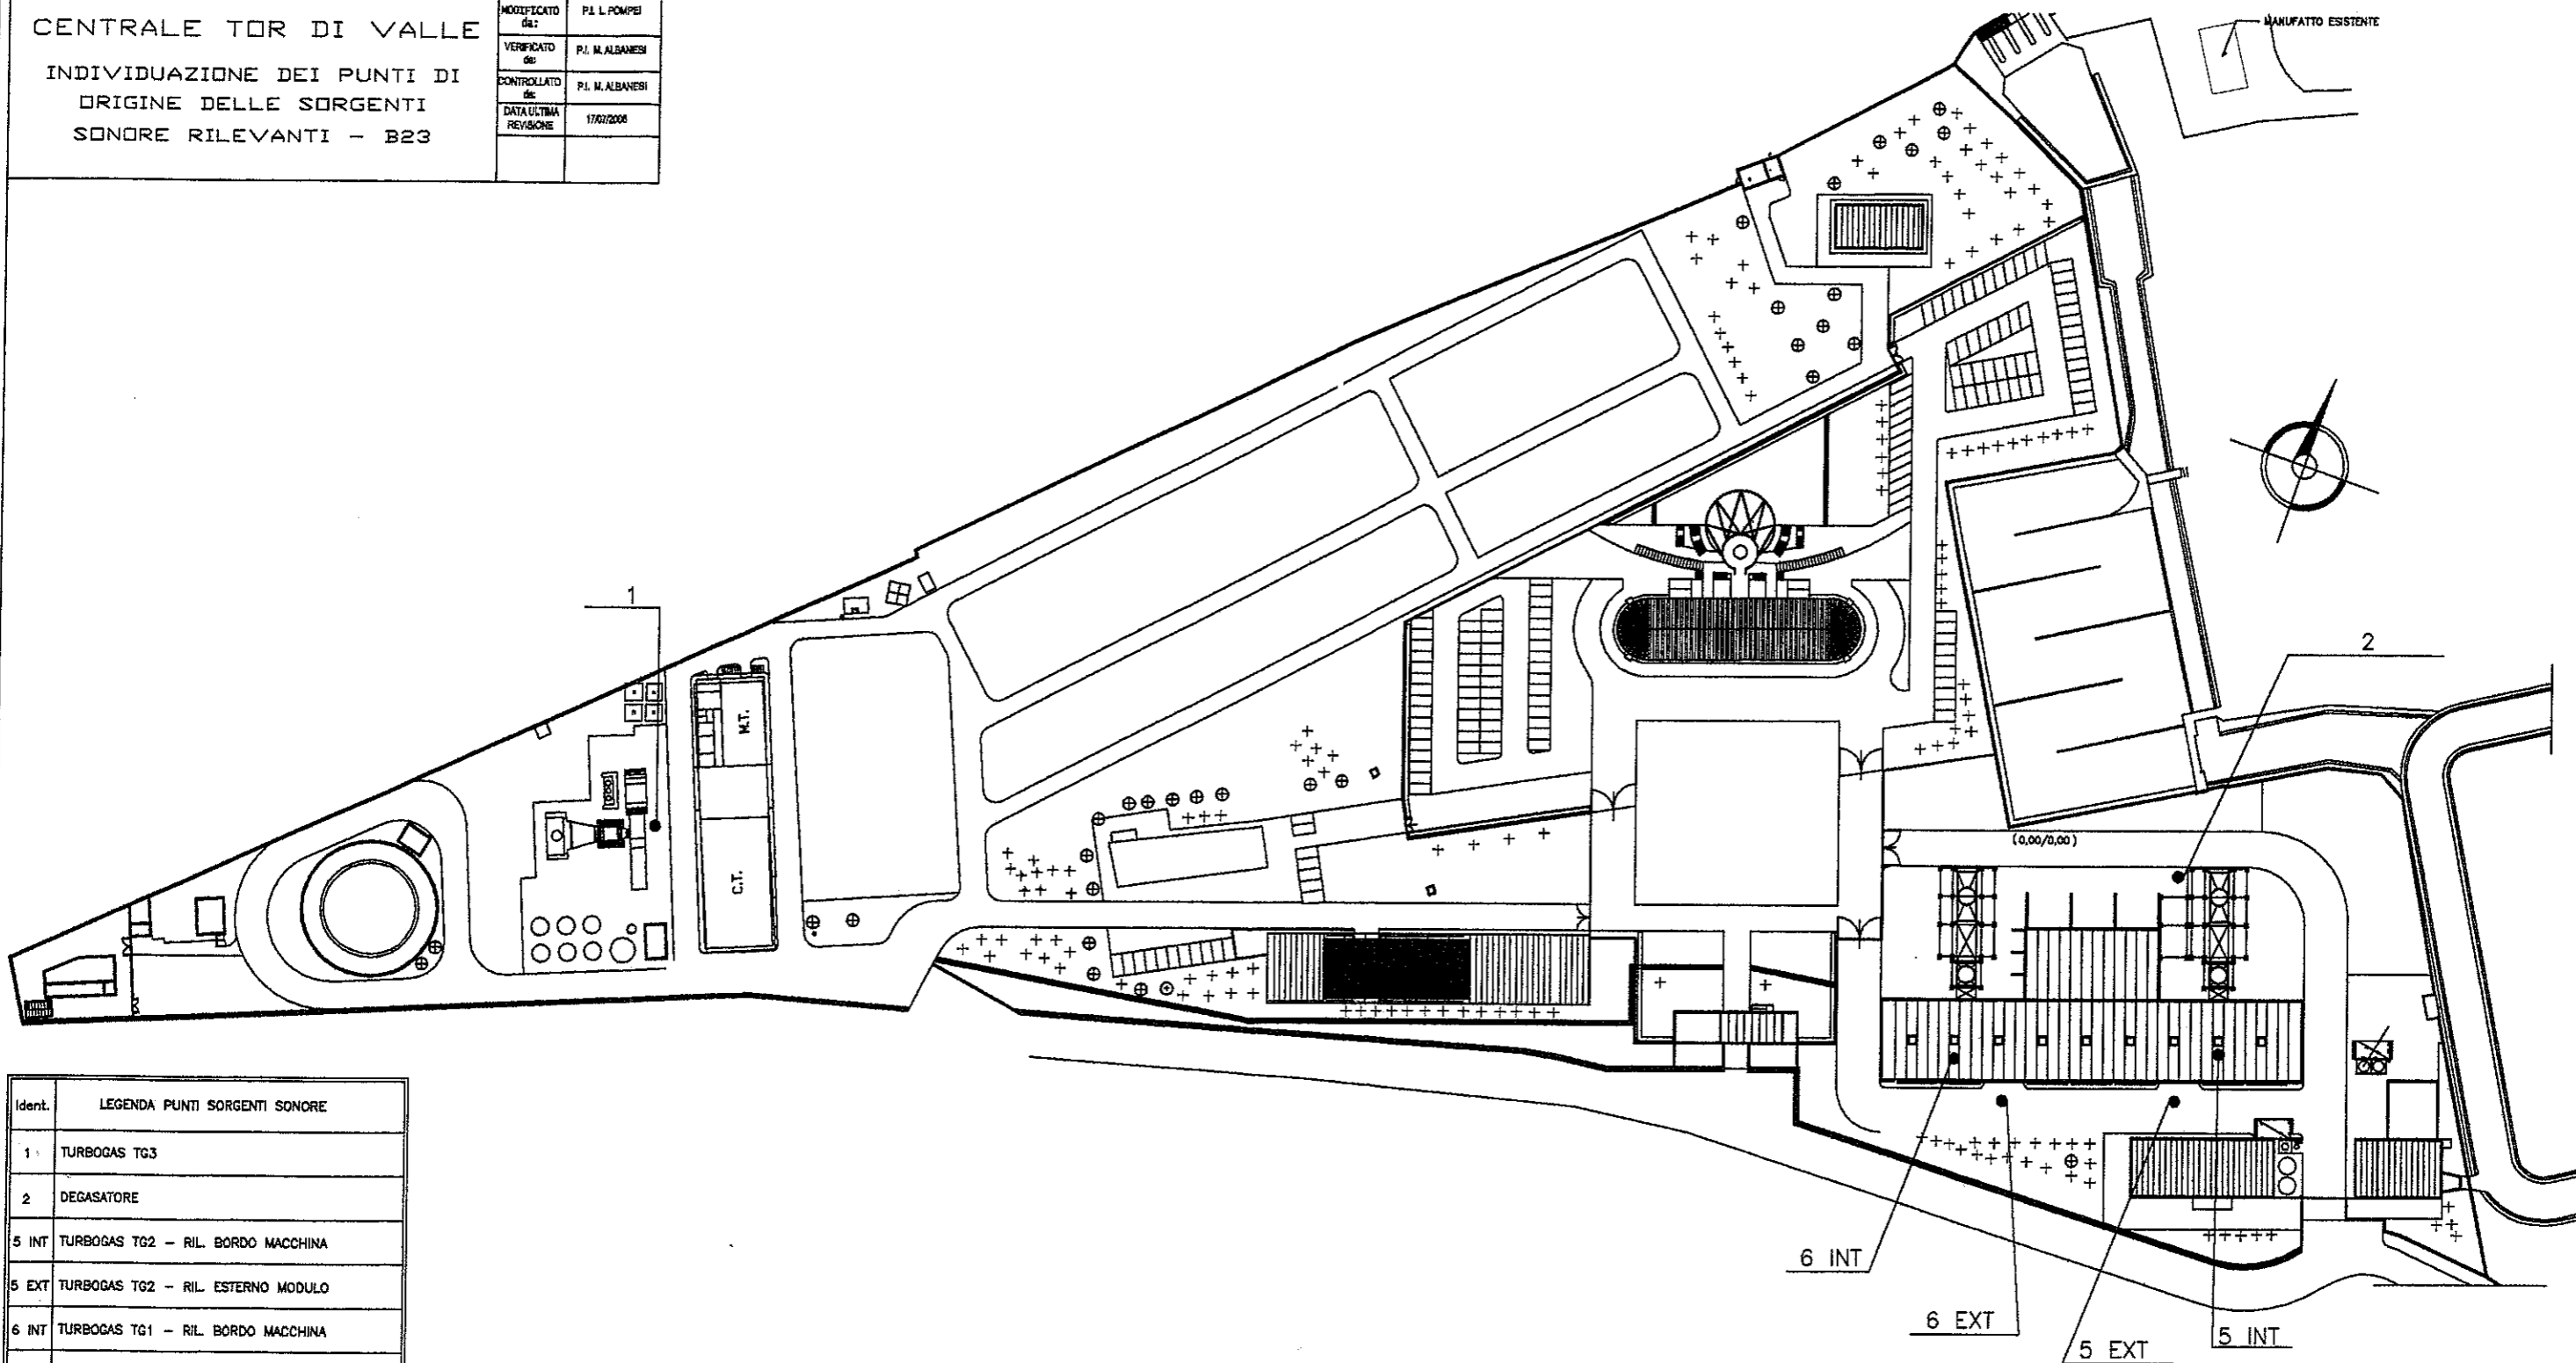 CENTRALE TOR DI VALLE
INDIVIDUAZIONE DEI PUNTI DI
ORIGINE DELLE SORGENTI
SONORE RILEVANTI - B23
MODIFICATO da: P.I. L. POMPEI
VERIFICATO da: P.I. M. ALBANESI
CONTROLLATO da: P.I. M. ALBANESI
DATA ULTIMA REVISIONE 17/07/2006
MANUFATTO ESISTENTE
1
2
M.T.
C.T.
(0,00/0,00)
6 INT
6 EXT
5 EXT
5 INT
Ident. LEGENDA PUNTI SORGENTI SONORE
1 TURBOGAS TG3
2 DEGASATORE
5 INT TURBOGAS TG2 - RIL. BORDO MACCHINA
5 EXT TURBOGAS TG2 - RIL. ESTERNO MODULO
6 INT TURBOGAS TG1 - RIL. BORDO MACCHINA